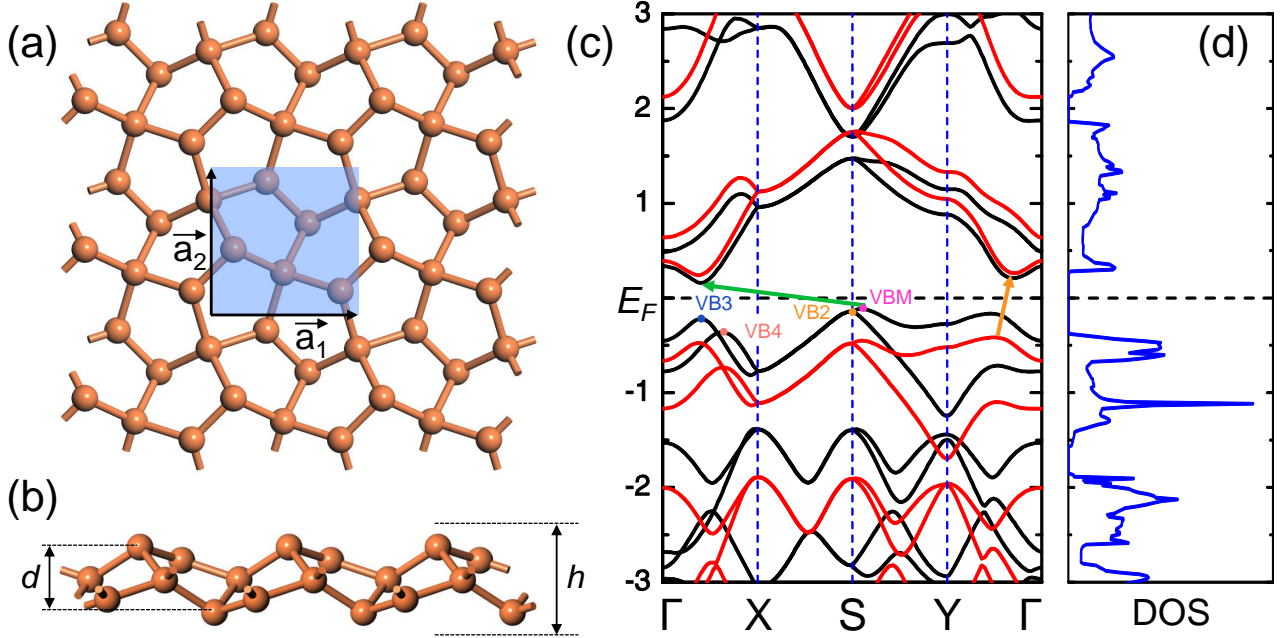 (a)
a₂
a₁
(b)
d
h
(c)
3
2
1
E_F
-1
-2
-3
VB3
VB4
VB2
VBM
Γ
X
S
Y
Γ
(d)
DOS